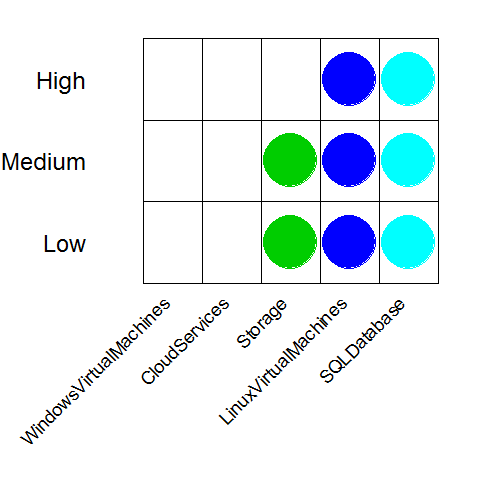 High
Medium
Low
WindowsVirtualMachines
CloudServices
Storage
LinuxVirtualMachines
SQLDatabase